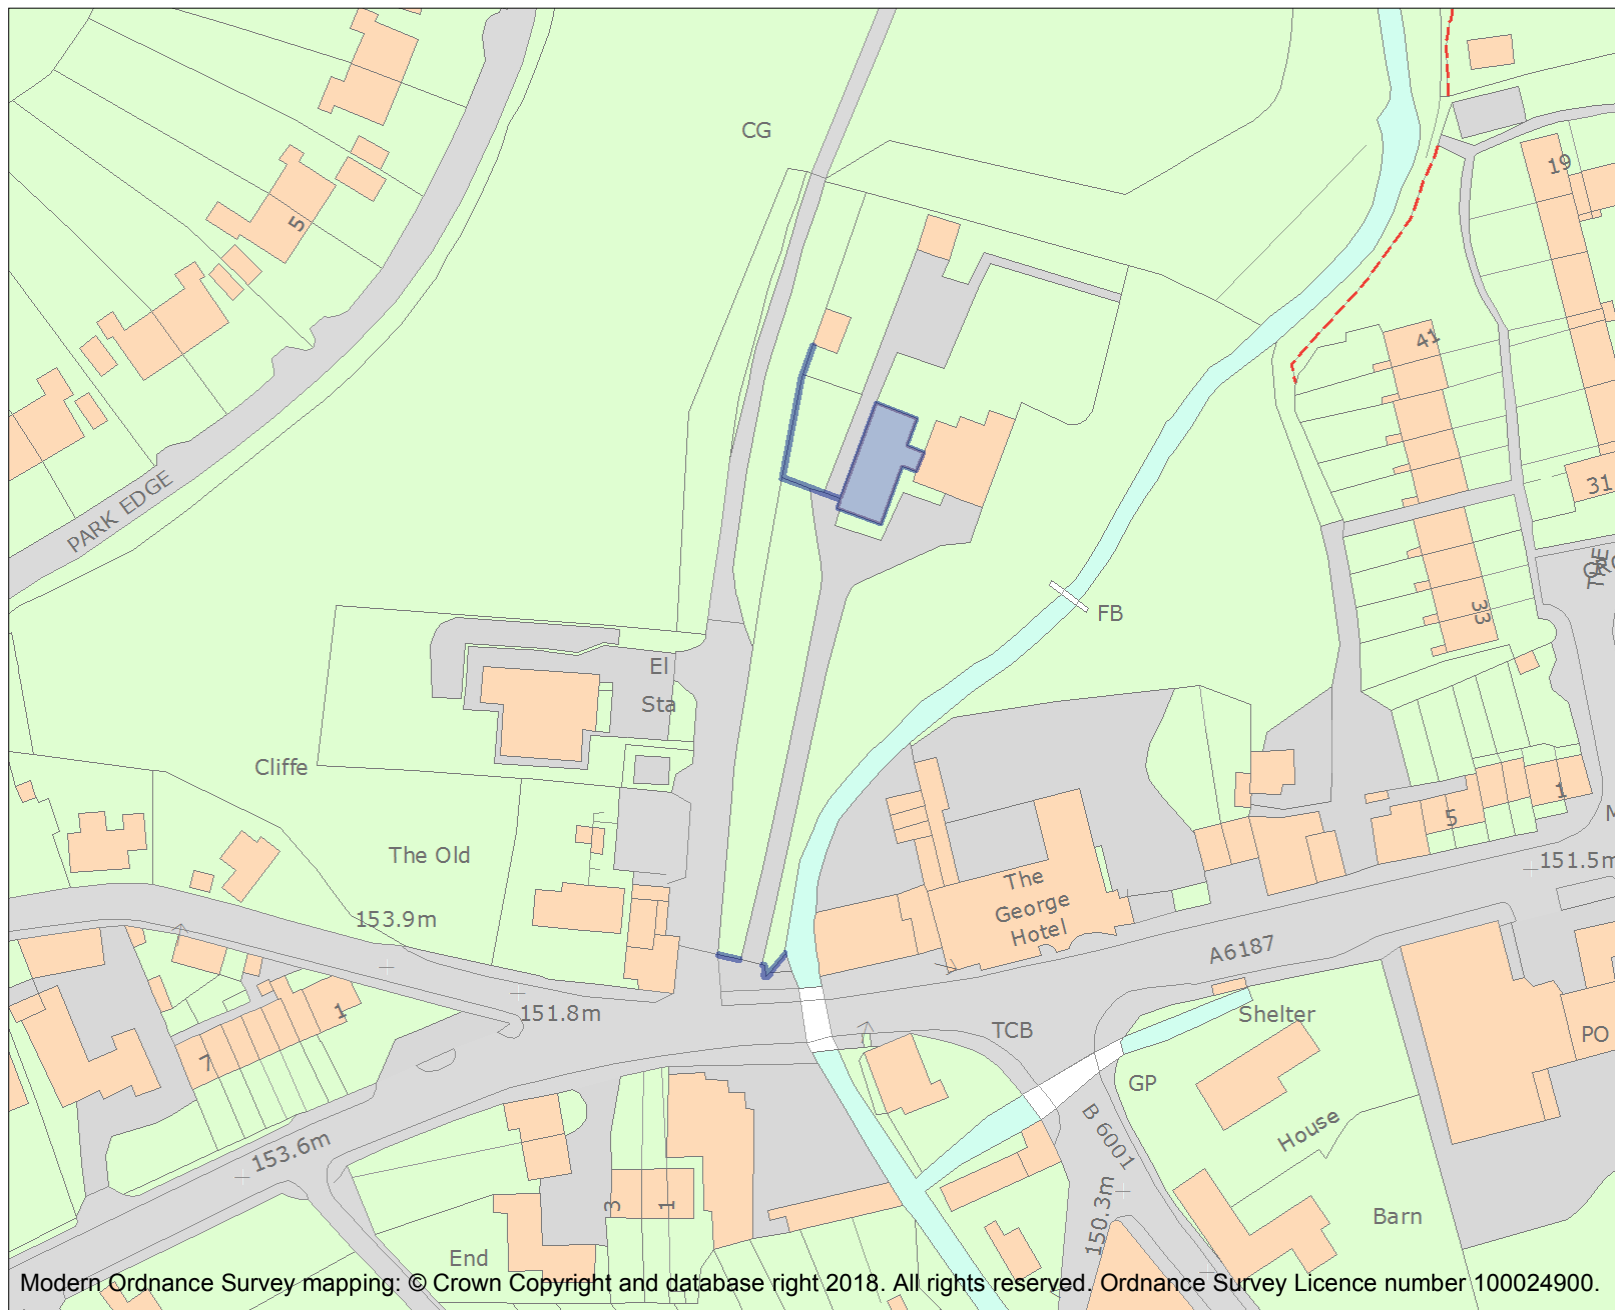 CG
19
5
41
PARK EDGE
31
THE
33
FB
El
Sta
Cliffe
1
5
The Old
151.5m
The
George
Hotel
153.9m
A6187
151.8m
TCB
Shelter
PO
1
7
GP
B 6001
House
153.6m
3
1
150.3m
Barn
End
Modern Ordnance Survey mapping: © Crown Copyright and database right 2018. All rights reserved. Ordnance Survey Licence number 100024900.